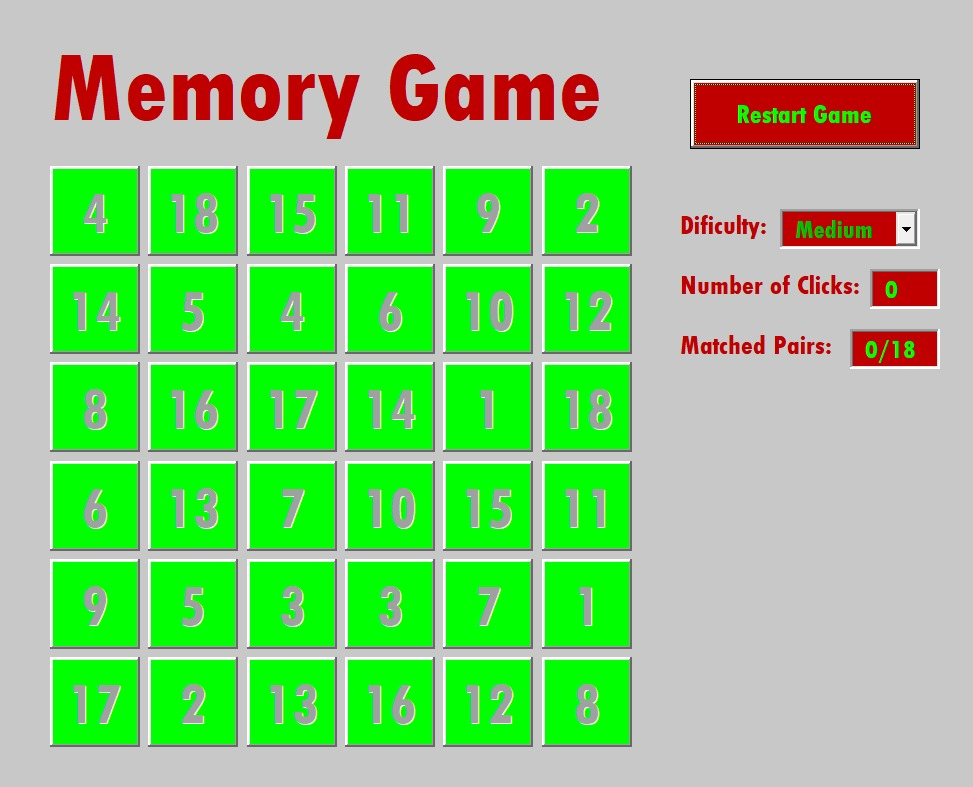 Memory Game
Restart Game
4 18 15 11 9 2
Dificulty: Medium
14 5 4 6 10 12
Number of Clicks: 0
Matched Pairs: 0/18
8 16 17 14 1 18
6 13 7 10 15 11
9 5 3 3 7 1
17 2 13 16 12 8